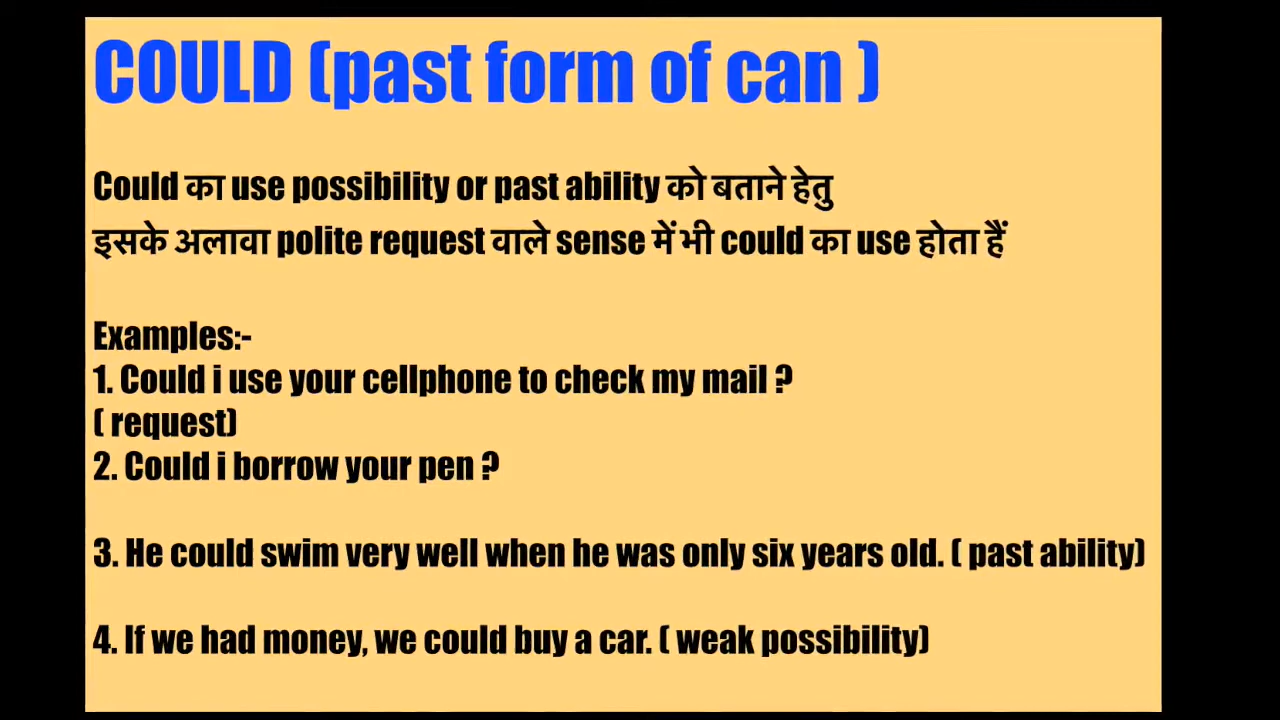 COULD (past form of can )
Could का use possibility or past ability को बताने हेतु
इसके अलावा polite request वाले sense में भी could का use होता हैं
Examples:-
1. Could i use your cellphone to check my mail ?
( request)
2. Could i borrow your pen ?
3. He could swim very well when he was only six years old. ( past ability)
4. If we had money, we could buy a car. ( weak possibility)